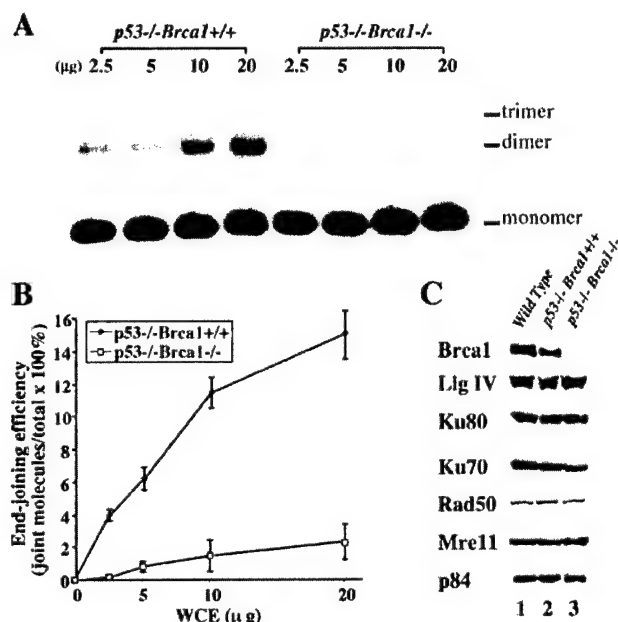 A
p53-/-Brca1+/+ p53-/-Brca1-/-
(µg) 2.5 5 10 20 2.5 5 10 20
trimer
dimer
monomer
B
p53-/-Brca1+/+
p53-/-Brca1-/-
End-joining efficiency
(joint molecules/total x 100%)
16
14
12
10
8
6
4
2
0
0 5 10 15 20
WCE (µ g)
C
Wild Type
p53-/- Brca1+/+
p53-/- Brca1-/-
Brca1
Lig IV
Ku80
Ku70
Rad50
Mre11
p84
1 2 3